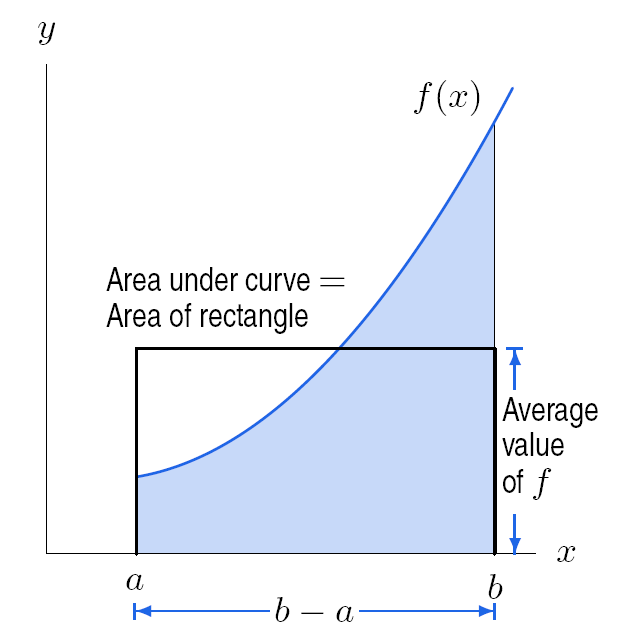 y
f(x)
Area under curve =
Area of rectangle
Average
value
of f
x
a
b
b − a